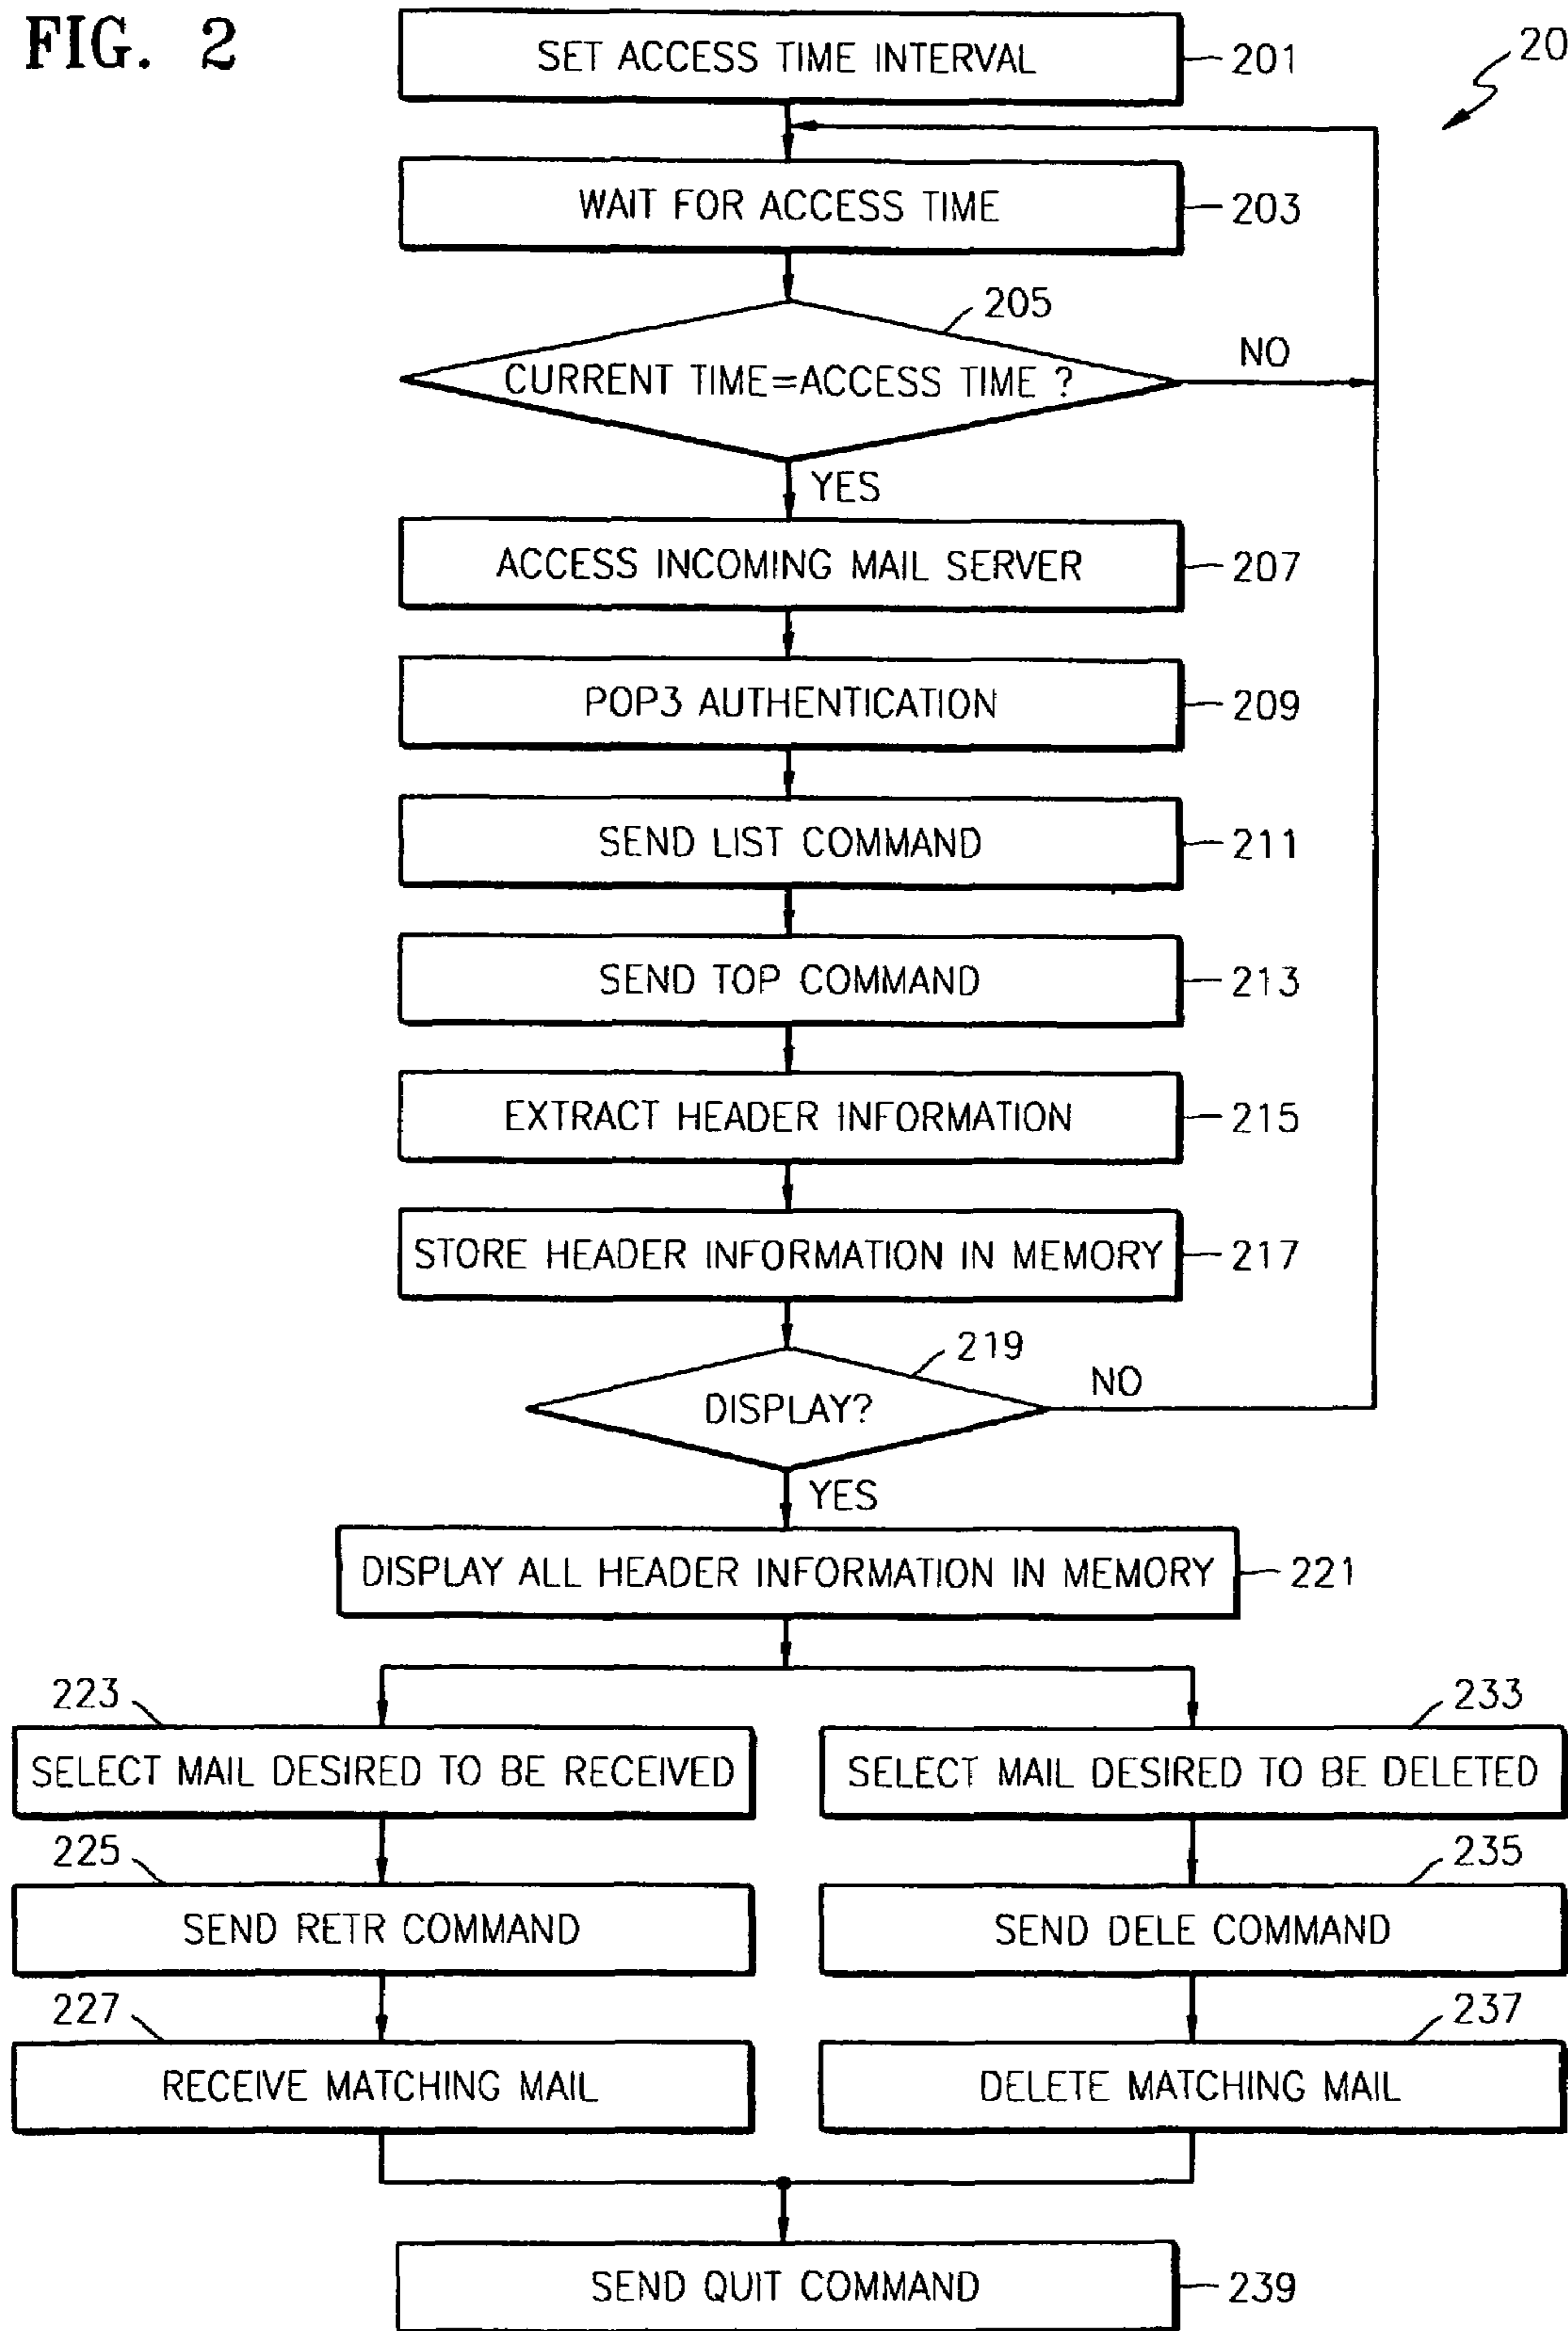 FIG. 2
20
SET ACCESS TIME INTERVAL
201
WAIT FOR ACCESS TIME
203
205
CURRENT TIME=ACCESS TIME ?
NO
YES
ACCESS INCOMING MAIL SERVER
207
POP3 AUTHENTICATION
209
SEND LIST COMMAND
211
SEND TOP COMMAND
213
EXTRACT HEADER INFORMATION
215
STORE HEADER INFORMATION IN MEMORY
217
219
DISPLAY?
NO
YES
DISPLAY ALL HEADER INFORMATION IN MEMORY
221
223
SELECT MAIL DESIRED TO BE RECEIVED
225
SEND RETR COMMAND
227
RECEIVE MATCHING MAIL
233
SELECT MAIL DESIRED TO BE DELETED
235
SEND DELE COMMAND
237
DELETE MATCHING MAIL
SEND QUIT COMMAND
239